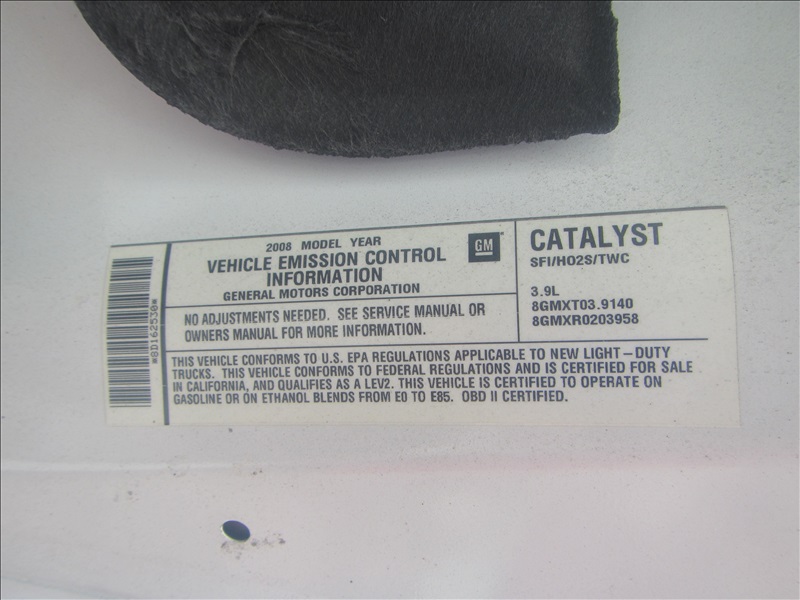 *8D162530*
2008 MODEL YEAR
VEHICLE EMISSION CONTROL
INFORMATION
GENERAL MOTORS CORPORATION
GM
CATALYST
SFI/HO2S/TWC
3.9L
8GMXT03.9140
8GMXR0203958
NO ADJUSTMENTS NEEDED. SEE SERVICE MANUAL OR
OWNERS MANUAL FOR MORE INFORMATION.
THIS VEHICLE CONFORMS TO U.S. EPA REGULATIONS APPLICABLE TO NEW LIGHT-DUTY
TRUCKS. THIS VEHICLE CONFORMS TO FEDERAL REGULATIONS AND IS CERTIFIED FOR SALE
IN CALIFORNIA, AND QUALIFIES AS A LEV2. THIS VEHICLE IS CERTIFIED TO OPERATE ON
GASOLINE OR ON ETHANOL BLENDS FROM E0 TO E85. OBD II CERTIFIED.